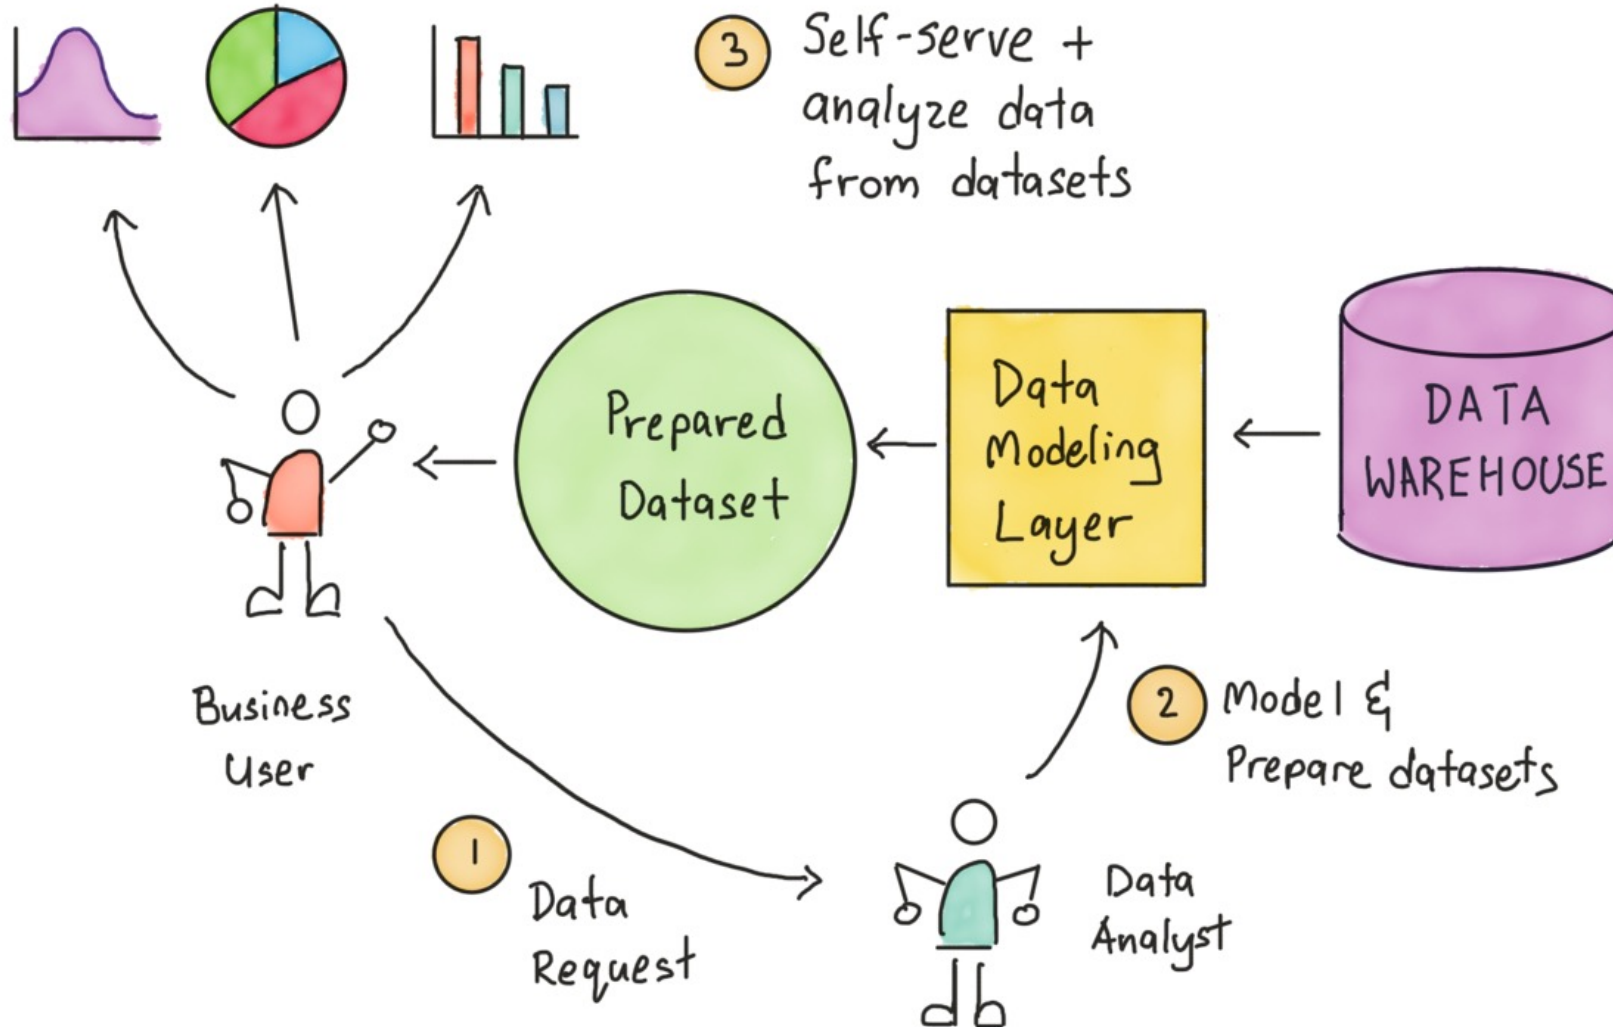 3
Self-serve +
analyze data
from datasets
Prepared
Dataset
Data
Modeling
Layer
DATA
WAREHOUSE
Business
User
2
Model &
Prepare datasets
1
Data
Request
Data
Analyst